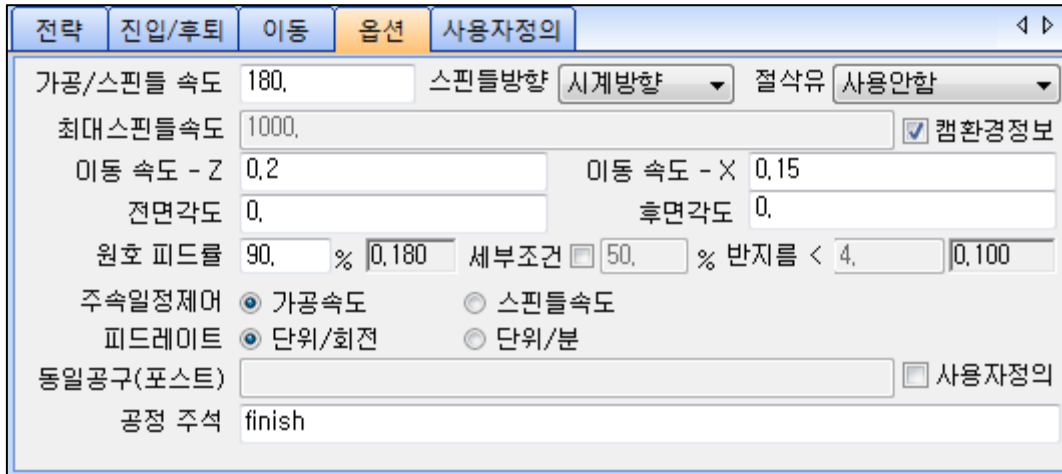 전략 진입/후퇴 이동 옵션 사용자정의
가공/스핀들 속도 180, 스핀들방향 시계방향 절삭유 사용안함
최대스핀들속도 1000, 캠환경정보
이동 속도 - Z 0,2 이동 속도 - X 0,15
전면각도 0, 후면각도 0,
원호 피드률 90, % 0,180 세부조건 50, % 반지름 < 4, 0,100
주속일정제어 가공속도 스핀들속도
피드레이트 단위/회전 단위/분
동일공구(포스트) 사용자정의
공정 주석 finish